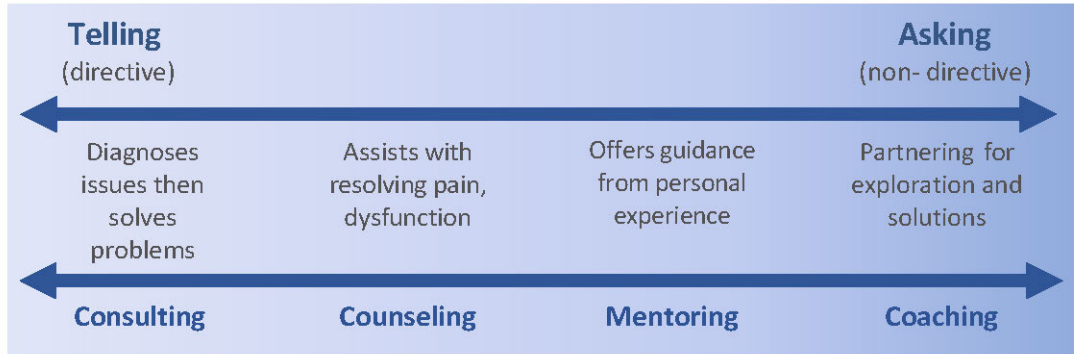 Telling
(directive)
Asking
(non- directive)
Diagnoses
issues then
solves
problems
Assists with
resolving pain,
dysfunction
Offers guidance
from personal
experience
Partnering for
exploration and
solutions
Consulting
Counseling
Mentoring
Coaching